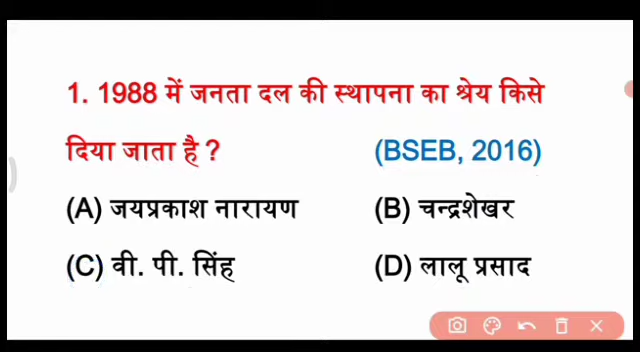 1. 1988 में जनता दल की स्थापना का श्रेय किसे
दिया जाता है ? (BSEB, 2016)
(A) जयप्रकाश नारायण (B) चन्द्रशेखर
(C) वी. पी. सिंह (D) लालू प्रसाद